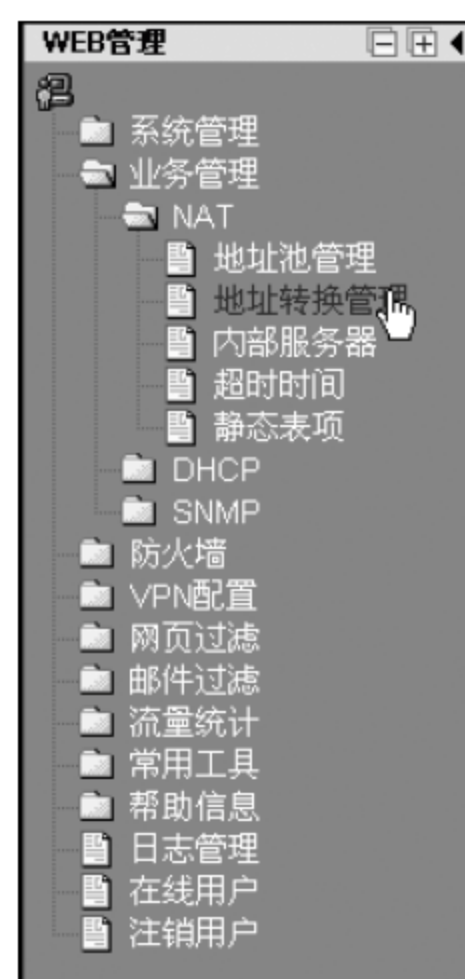 WEB管理
系统管理
业务管理
NAT
地址池管理
地址转换管理
内部服务器
超时时间
静态表项
DHCP
SNMP
防火墙
VPN配置
网页过滤
邮件过滤
流量统计
常用工具
帮助信息
日志管理
在线用户
注销用户